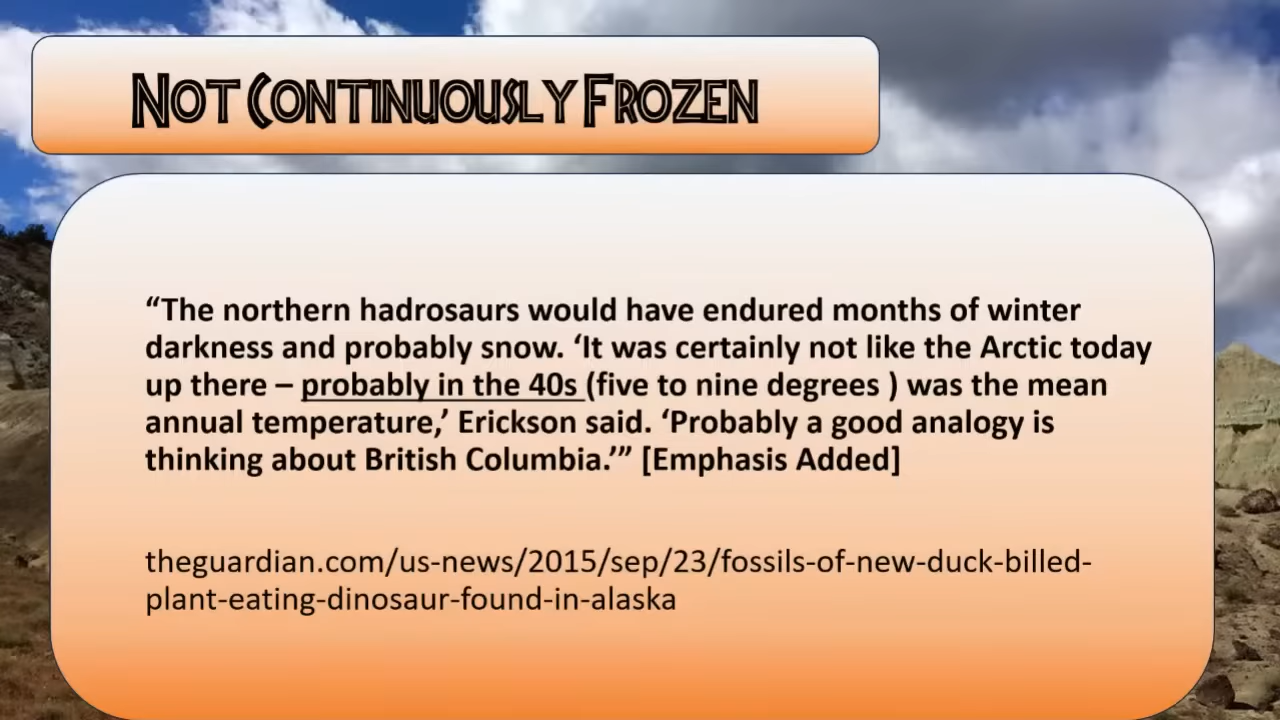 Not Continuously Frozen
“The northern hadrosaurs would have endured months of winter
darkness and probably snow. ‘It was certainly not like the Arctic today
up there – probably in the 40s (five to nine degrees ) was the mean
annual temperature,’ Erickson said. ‘Probably a good analogy is
thinking about British Columbia.’” [Emphasis Added]
theguardian.com/us-news/2015/sep/23/fossils-of-new-duck-billed-
plant-eating-dinosaur-found-in-alaska